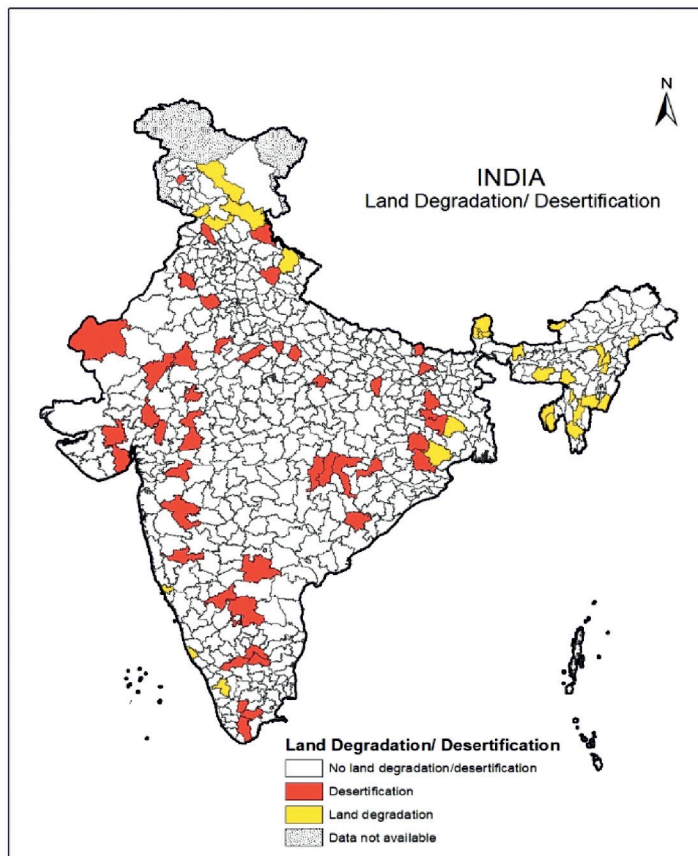 N
INDIA
Land Degradation/ Desertification
Land Degradation/ Desertification
No land degradation/desertification
Desertification
Land degradation
Data not available